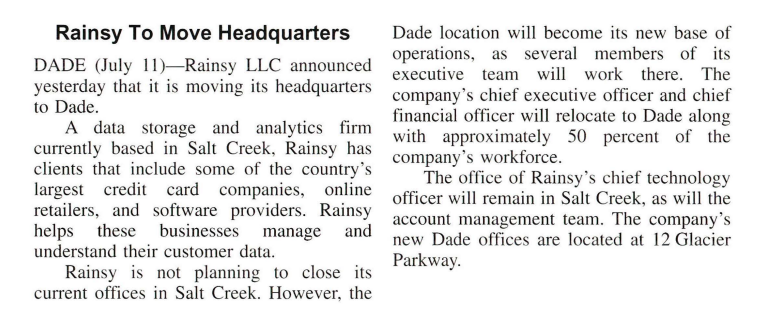 Rainsy To Move Headquarters
DADE (July 11)—Rainsy LLC announced
yesterday that it is moving its headquarters
to Dade.
A data storage and analytics firm
currently based in Salt Creek, Rainsy has
clients that include some of the country's
largest credit card companies, online
retailers, and software providers. Rainsy
helps these businesses manage and
understand their customer data.
Rainsy is not planning to close its
current offices in Salt Creek. However, the
Dade location will become its new base of
operations, as several members of its
executive team will work there. The
company's chief executive officer and chief
financial officer will relocate to Dade along
with approximately 50 percent of the
company's workforce.
The office of Rainsy's chief technology
officer will remain in Salt Creek, as will the
account management team. The company's
new Dade offices are located at 12 Glacier
Parkway.